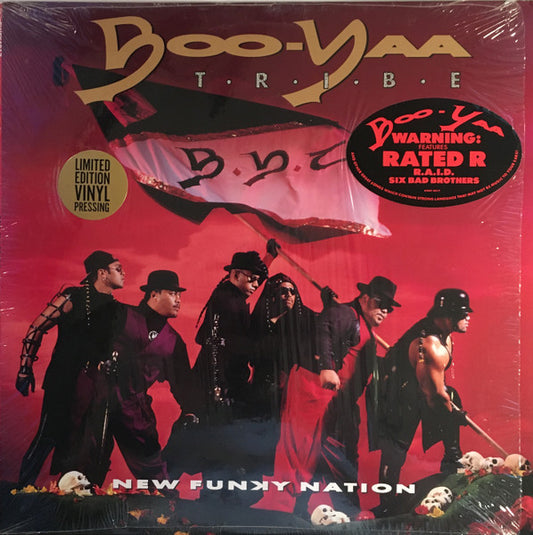 BOO-YAA
T·R·I·B·E
B.Y.T
LIMITED
EDITION
VINYL
PRESSING
BOO-YAA
WARNING:
FEATURES
RATED R
R.A.I.D.
SIX BAD BROTHERS
NEW FUNKY NATION